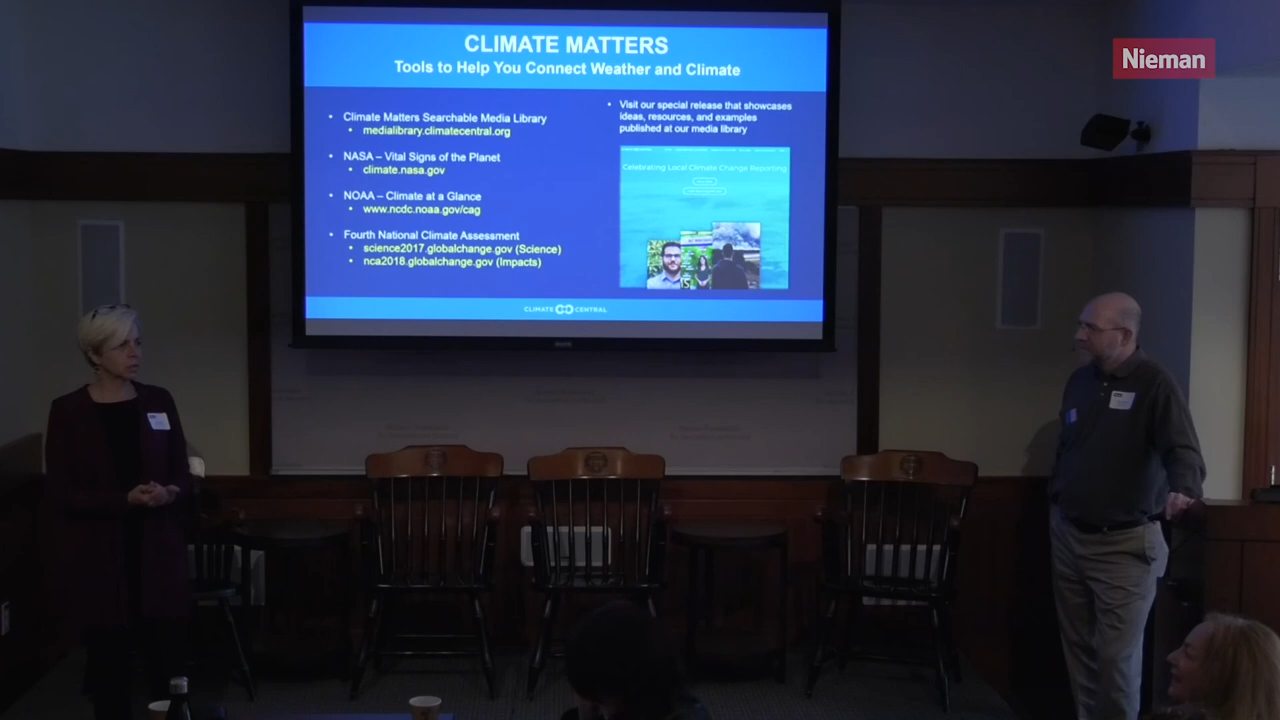 Nieman
CLIMATE MATTERS
Tools to Help You Connect Weather and Climate
• Climate Matters Searchable Media Library
• medialibrary.climatecentral.org
• NASA – Vital Signs of the Planet
• climate.nasa.gov
• NOAA – Climate at a Glance
• www.ncdc.noaa.gov/cag
• Fourth National Climate Assessment
• science2017.globalchange.gov (Science)
• nca2018.globalchange.gov (Impacts)
• Visit our special release that showcases
ideas, resources, and examples
published at our media library
Celebrating Local Climate Change Reporting
CLIMATE CENTRAL